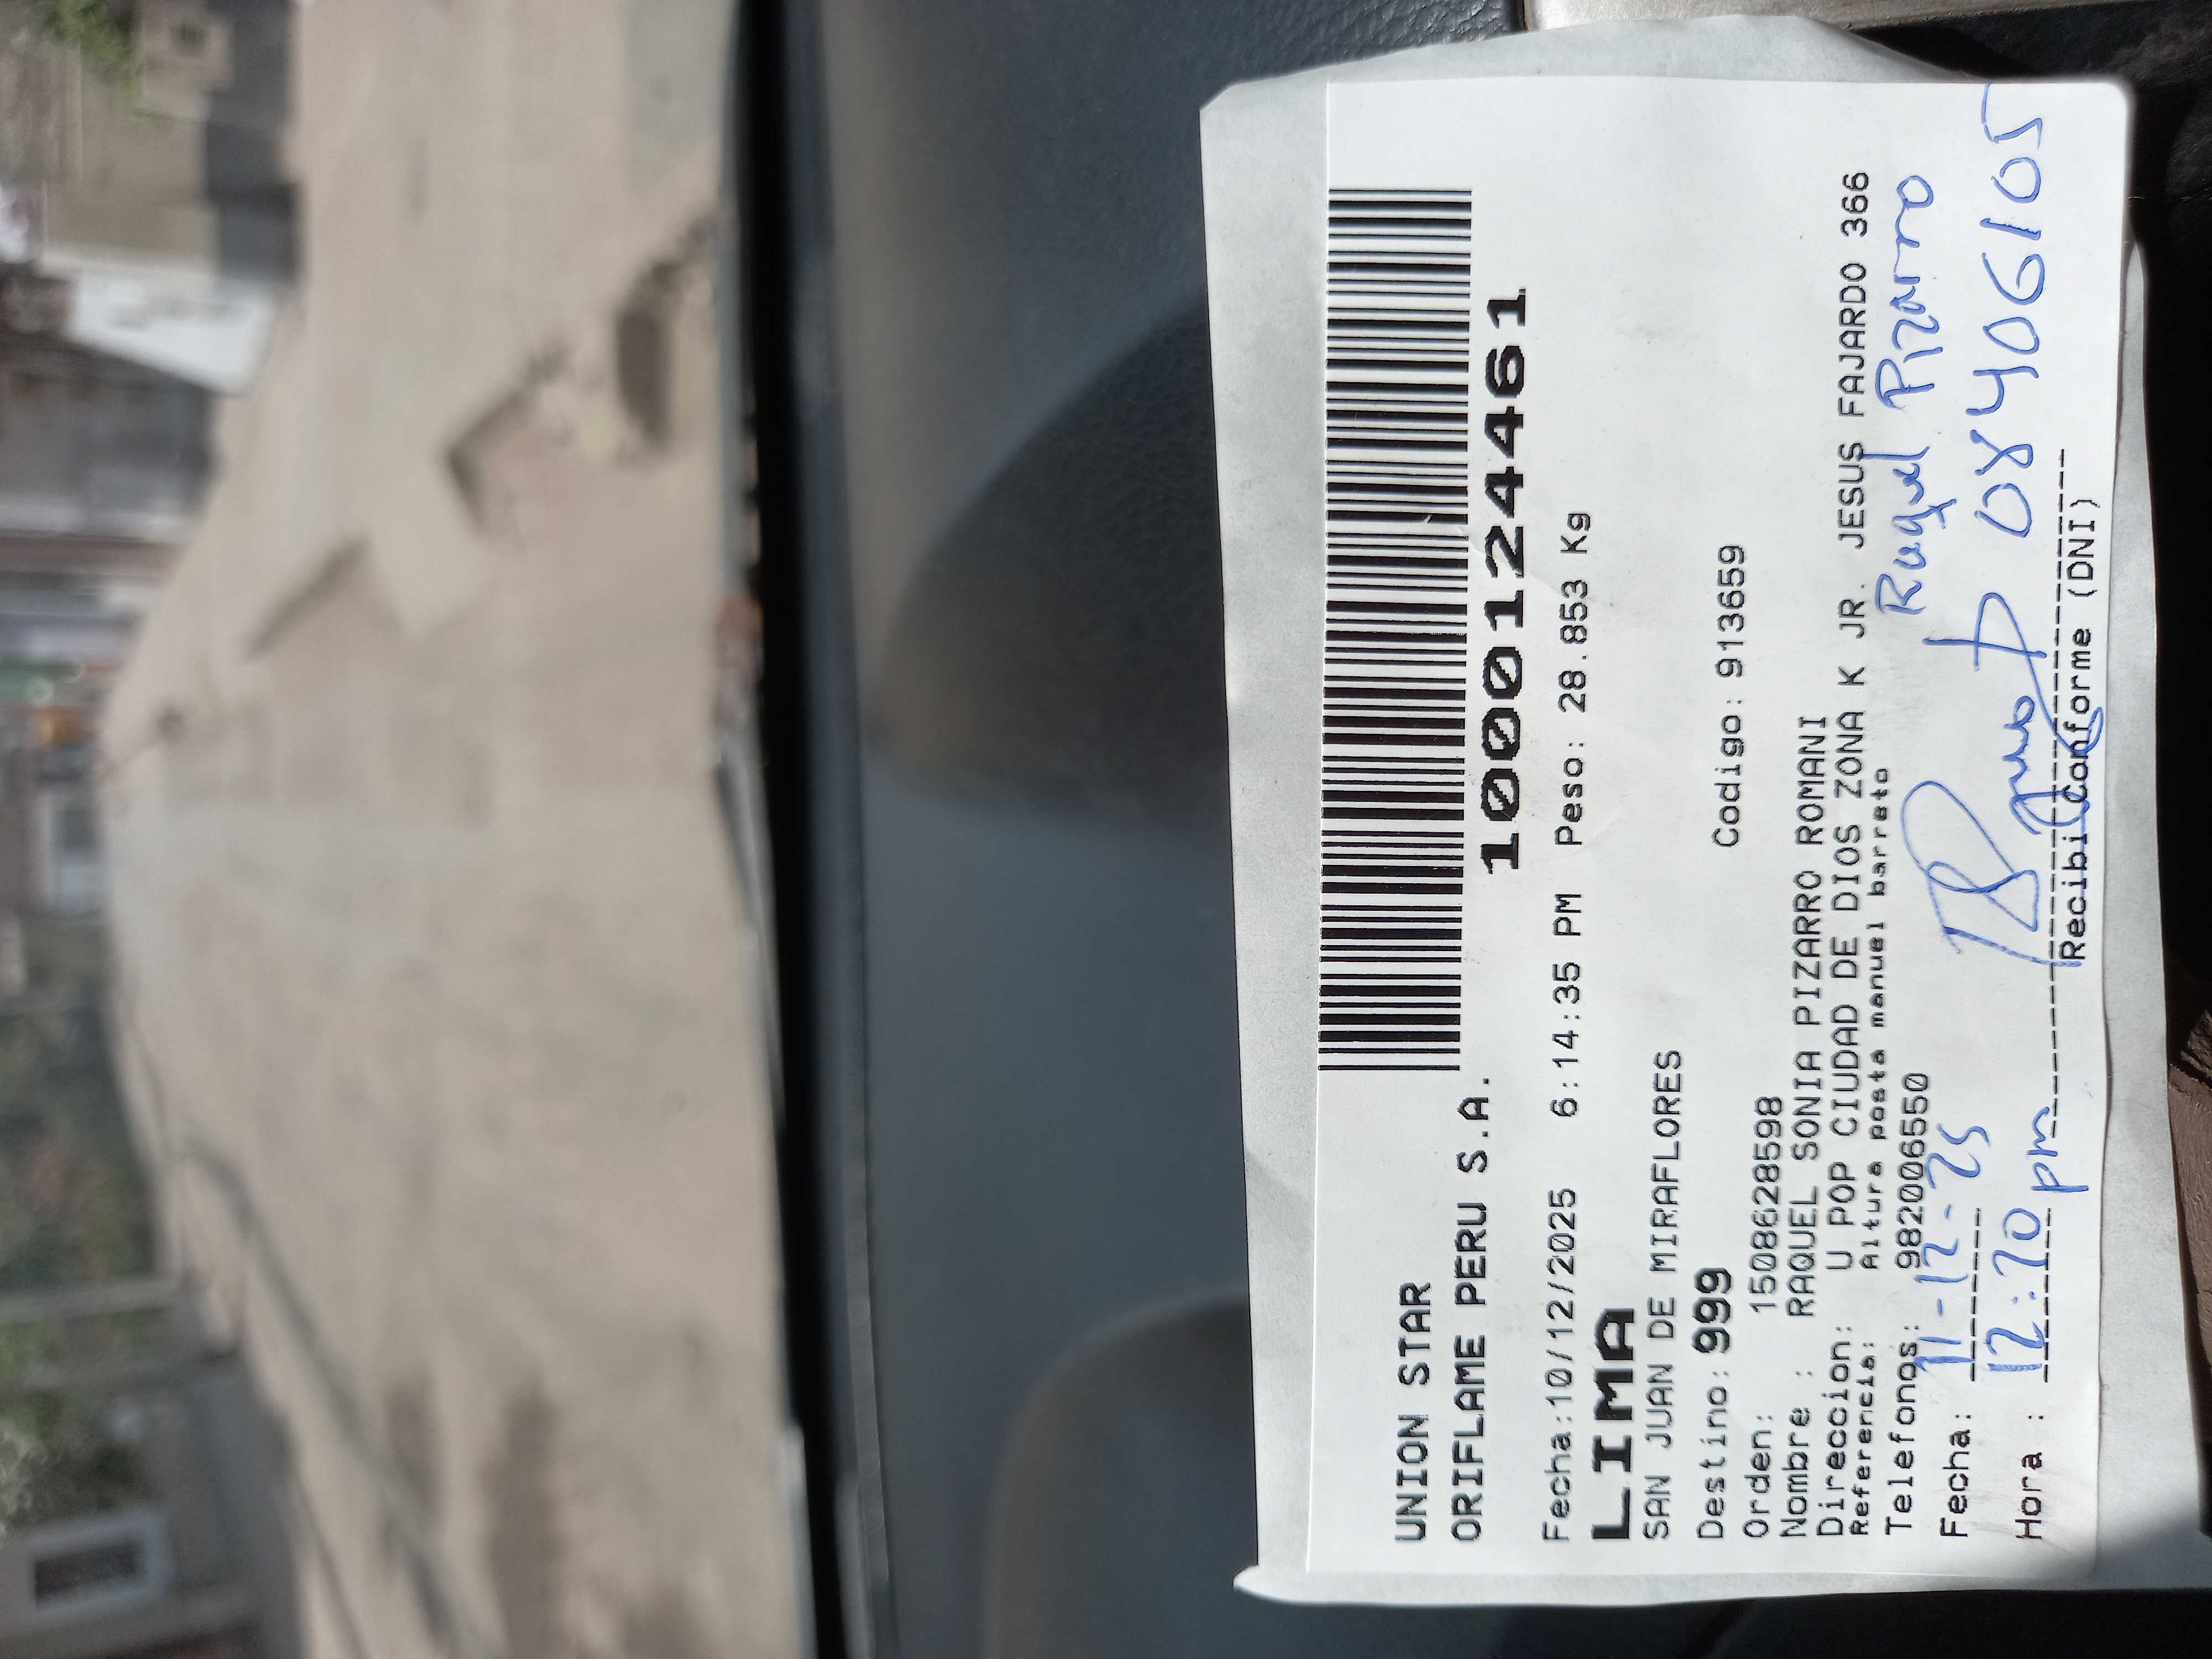 UNION STAR
ORIFLAME PERU S.A.
1000124461
Fecha:10/12/2025 6:14:35 PM Peso: 28.853 Kg
LIMA
SAN JUAN DE MIRAFLORES
Destino: 999 Codigo: 913659
Orden: 1508628598
Nombre : RAQUEL SONIA PIZARRO ROMANI
Direccion: U POP CIUDAD DE DIOS ZONA K JR. JESUS FAJARDO 366
Referencia: Altura posta manuel barreto
Telefonos: 982006550
Raquel Pizarro
Fecha: 11-12-25
08406105
Hora : 12:20 pm
Recibi Conforme (DNI)